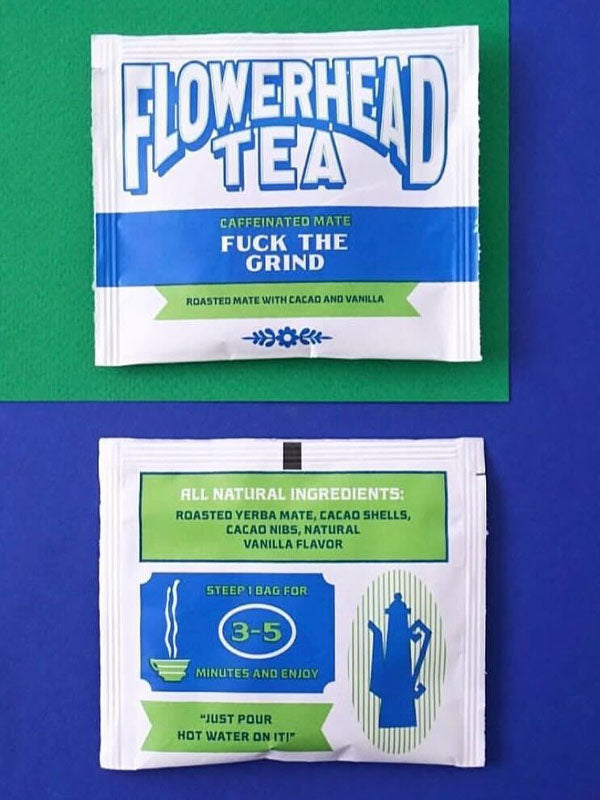 FLOWERHEAD
TEA
CAFFEINATED MATE
FUCK THE
GRIND
ROASTED MATE WITH CACAO AND VANILLA
ALL NATURAL INGREDIENTS:
ROASTED YERBA MATE, CACAO SHELLS,
CACAO NIBS, NATURAL
VANILLA FLAVOR
STEEP 1 BAG FOR
3-5
MINUTES AND ENJOY
"JUST POUR
HOT WATER ON IT!"